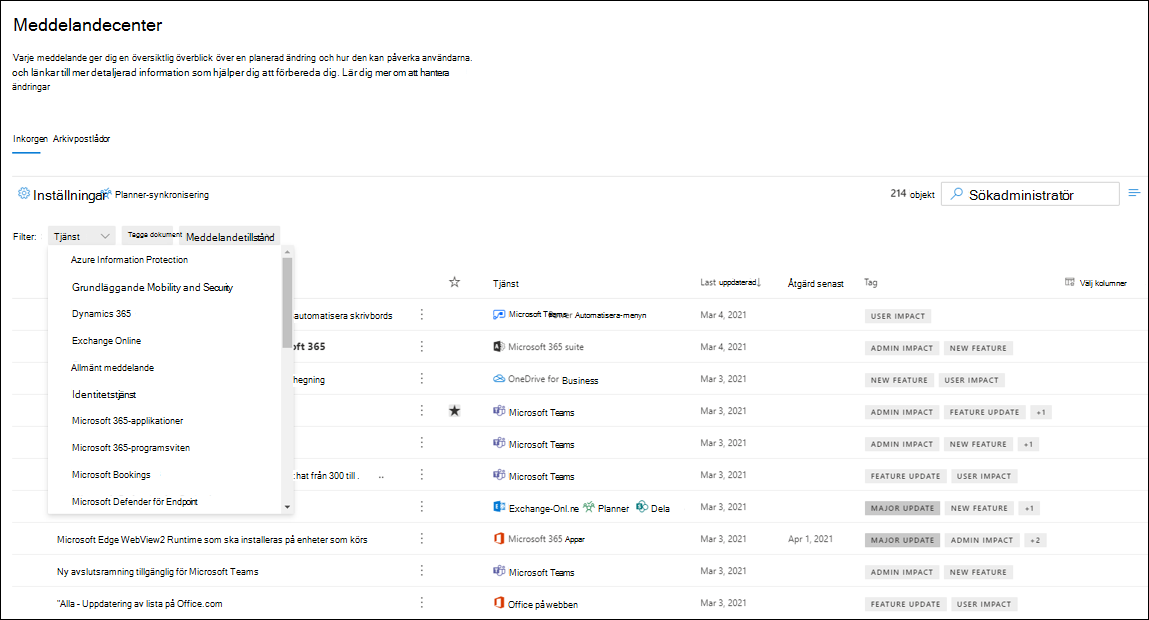 Meddelandecenter
Varje meddelande ger dig en översiktlig överblick över en planerad ändring och hur den kan påverka användarna.
och länkar till mer detaljerad information som hjälper dig att förbereda dig. Lär dig mer om att hantera
ändringar
Inkorgen Arkivpostlådor
Inställningar Planner-synkronisering 214 objekt Sökadministratör
Filter: Tjänst Tagga dokument Meddelandetillstånd
Azure Information Protection
Grundläggande Mobility and Security
Dynamics 365
Exchange Online
Allmänt meddelande
Identitetstjänst
Microsoft 365-applikationer
Microsoft 365-programsviten
Microsoft Bookings
Microsoft Defender för Endpoint
Tjänst Last uppdaterad↓ Åtgärd senast Tag Välj kolumner
automatisera skrivbords Microsoft Teams Automatisera-menyn Mar 4, 2021 USER IMPACT
oft 365 Microsoft 365 suite Mar 4, 2021 ADMIN IMPACT NEW FEATURE
hegning OneDrive for Business Mar 3, 2021 NEW FEATURE USER IMPACT
Microsoft Teams Mar 3, 2021 ADMIN IMPACT FEATURE UPDATE +1
Microsoft Teams Mar 3, 2021 ADMIN IMPACT NEW FEATURE +1
hat från 300 till . .. Microsoft Teams Mar 3, 2021 FEATURE UPDATE USER IMPACT
Exchange-Onl.ne Planner Dela Mar 3, 2021 MAJOR UPDATE NEW FEATURE +1
Microsoft Edge WebView2 Runtime som ska installeras på enheter som körs Microsoft 365 Appar Mar 3, 2021 Apr 1, 2021 MAJOR UPDATE ADMIN IMPACT +2
Ny avslutsramning tillgänglig för Microsoft Teams Microsoft Teams Mar 3, 2021 ADMIN IMPACT NEW FEATURE
"Alla - Uppdatering av lista på Office.com Office på webben Mar 3, 2021 FEATURE UPDATE USER IMPACT